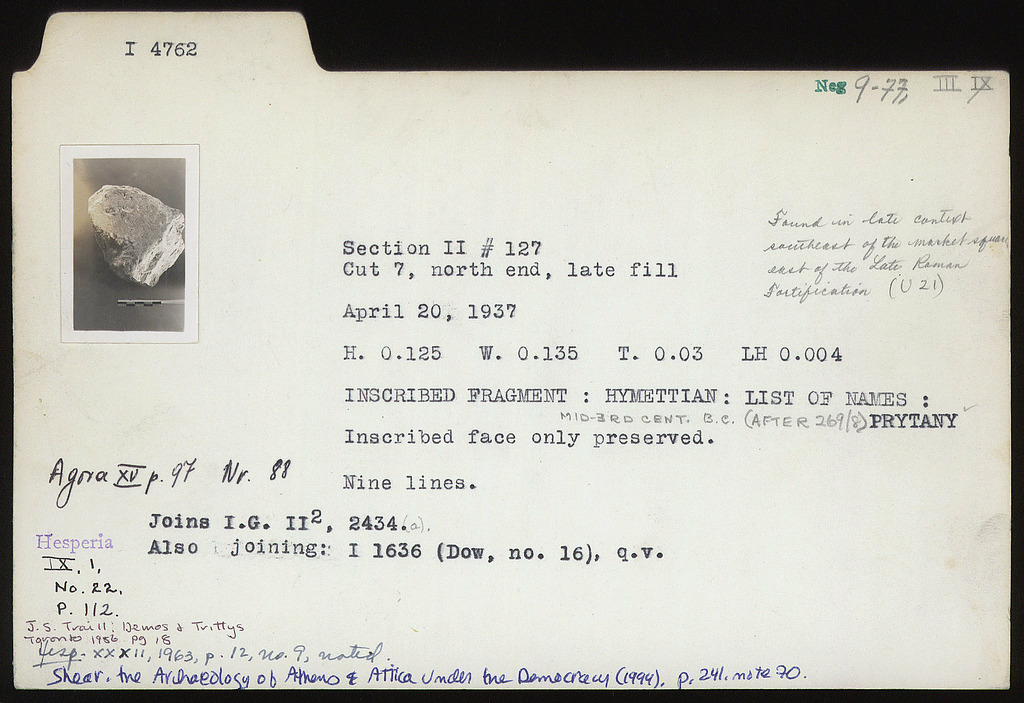 I 4762
Neg 9-77, III IX
Found in late context
southeast of the market square
east of the Late Roman
Fortification (U 21)
Section II # 127
Cut 7, north end, late fill
April 20, 1937
H. 0.125 W. 0.135 T. 0.03 LH 0.004
INSCRIBED FRAGMENT : HYMETTIAN: LIST OF NAMES :
MID-3RD CENT. B.C. (AFTER 269/8) PRYTANY
Inscribed face only preserved.
Agora XV p. 97 Nr. 88
Nine lines.
Joins I.G. II², 2434.(a).
Also joining: I 1636 (Dow, no. 16), q.v.
Hesperia
IX, 1,
No. 22,
P. 112.
J. S. Traill: Demos & Trittys
Toronto 1986 pg 18
Hesp. XXXII, 1963, p. 12, no. 9, noted.
Shear, the Archaeology of Athens & Attica under the Democracy (1994), p. 241, note 70.